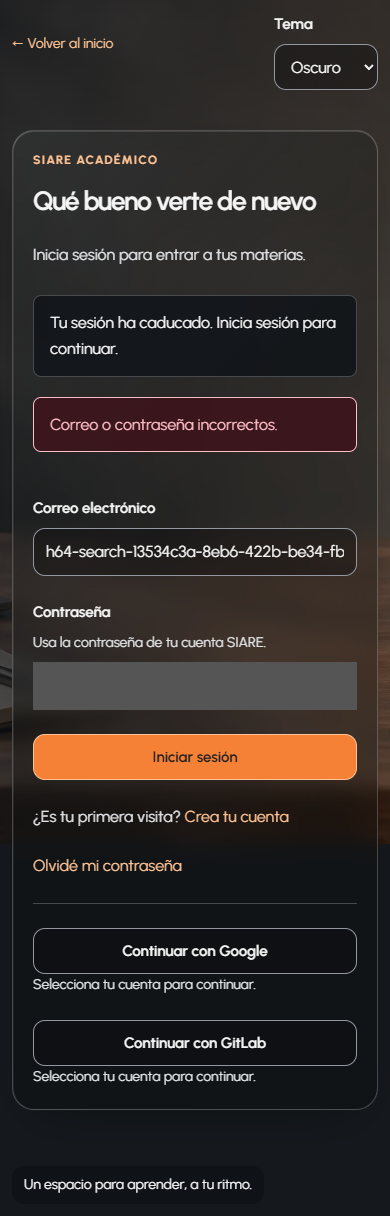 ← Volver al inicio
Tema
Oscuro
SIARE ACADÉMICO
Qué bueno verte de nuevo
Inicia sesión para entrar a tus materias.
Tu sesión ha caducado. Inicia sesión para
continuar.
Correo o contraseña incorrectos.
Correo electrónico
h64-search-13534c3a-8eb6-422b-be34-fb
Contraseña
Usa la contraseña de tu cuenta SIARE.
Iniciar sesión
¿Es tu primera visita? Crea tu cuenta
Olvidé mi contraseña
Continuar con Google
Selecciona tu cuenta para continuar.
Continuar con GitLab
Selecciona tu cuenta para continuar.
Un espacio para aprender, a tu ritmo.